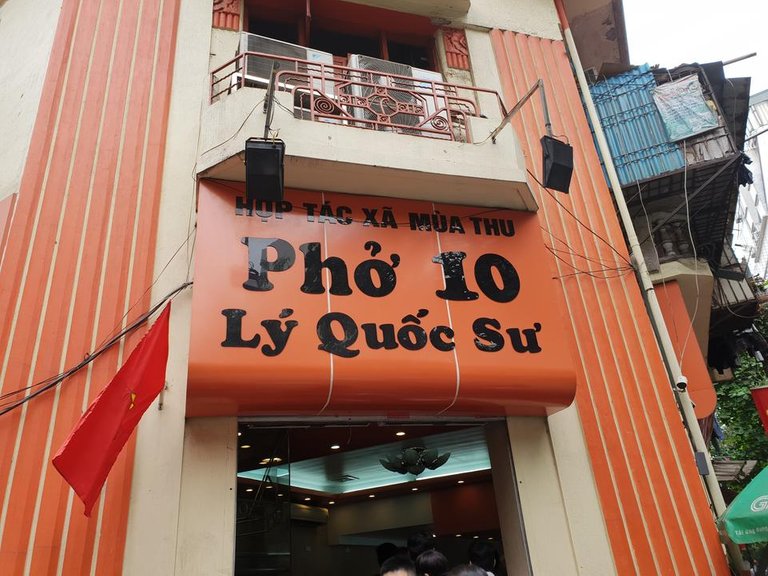 HỢP TÁC XÃ MÙA THU
Phở 10
Lý Quốc Sư